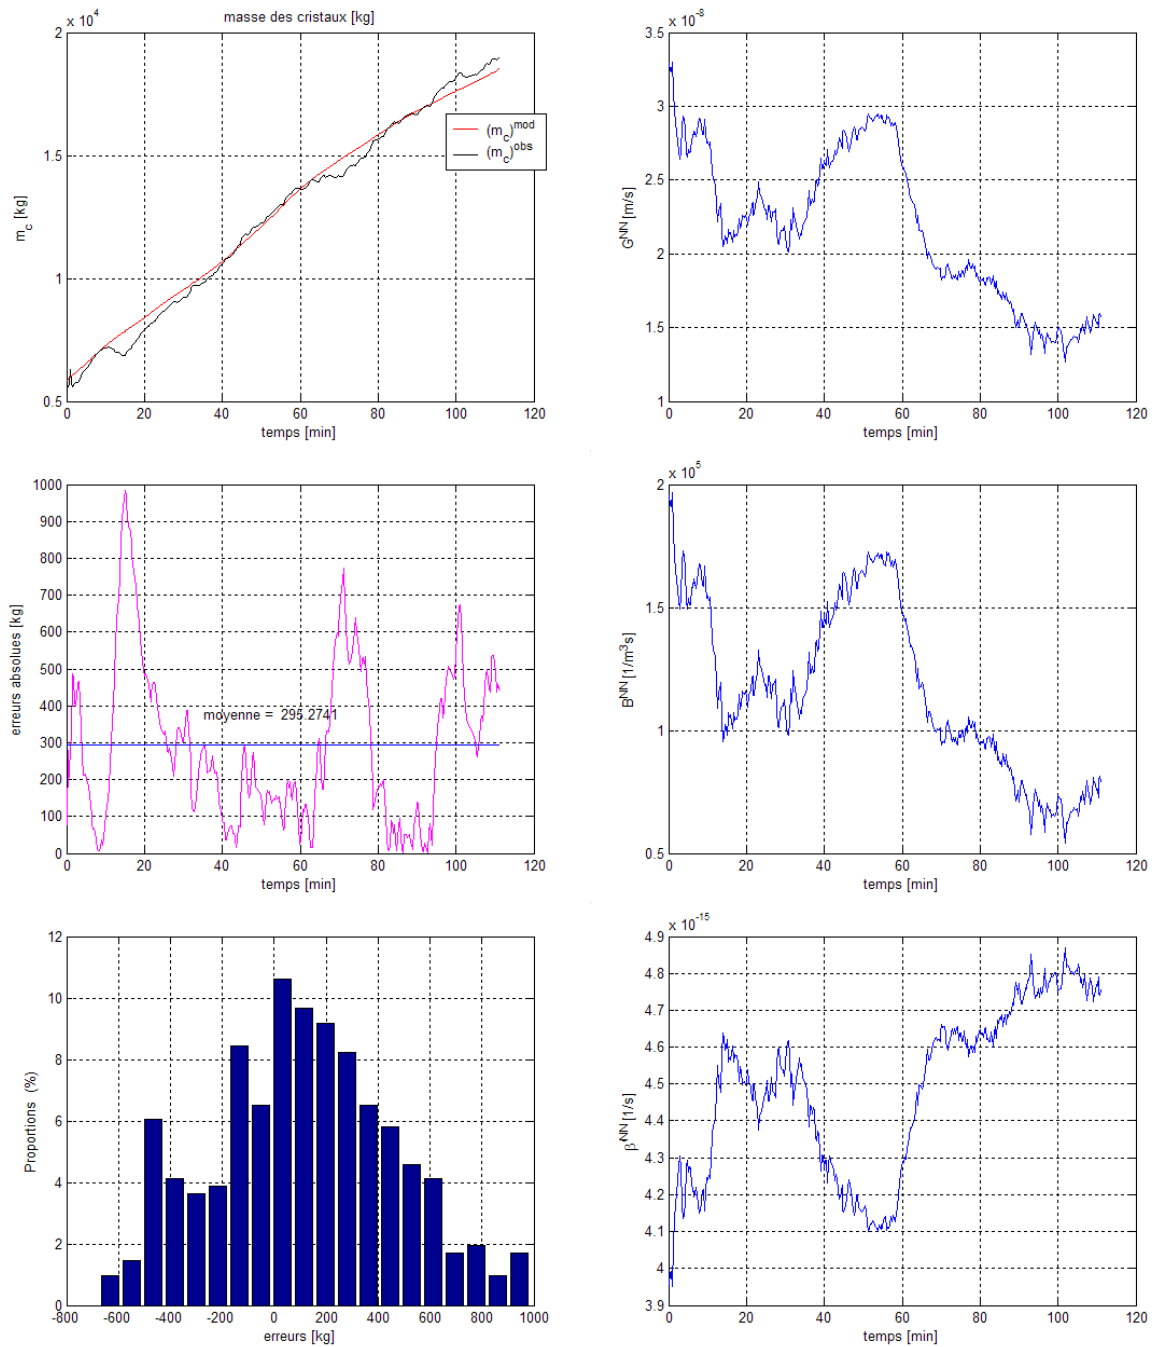 masse des cristaux [kg]
x 10^4
2
1.5
1
0.5
m_c [kg]
0 20 40 60 80 100 120
temps [min]
(m_c)^mod
(m_c)^obs
x 10^-8
3.5
3
2.5
2
1.5
1
G^NN [m/s]
0 20 40 60 80 100 120
temps [min]
1000
900
800
700
600
500
400
300
200
100
0
erreurs absolues [kg]
moyenne = 295.2741
0 20 40 60 80 100 120
temps [min]
x 10^5
2
1.5
1
0.5
B^NN [1/m^3s]
0 20 40 60 80 100 120
temps [min]
12
10
8
6
4
2
0
Proportions (%)
-800 -600 -400 -200 0 200 400 600 800 1000
erreurs [kg]
x 10^-15
4.9
4.8
4.7
4.6
4.5
4.4
4.3
4.2
4.1
4
3.9
β^NN [1/s]
0 20 40 60 80 100 120
temps [min]